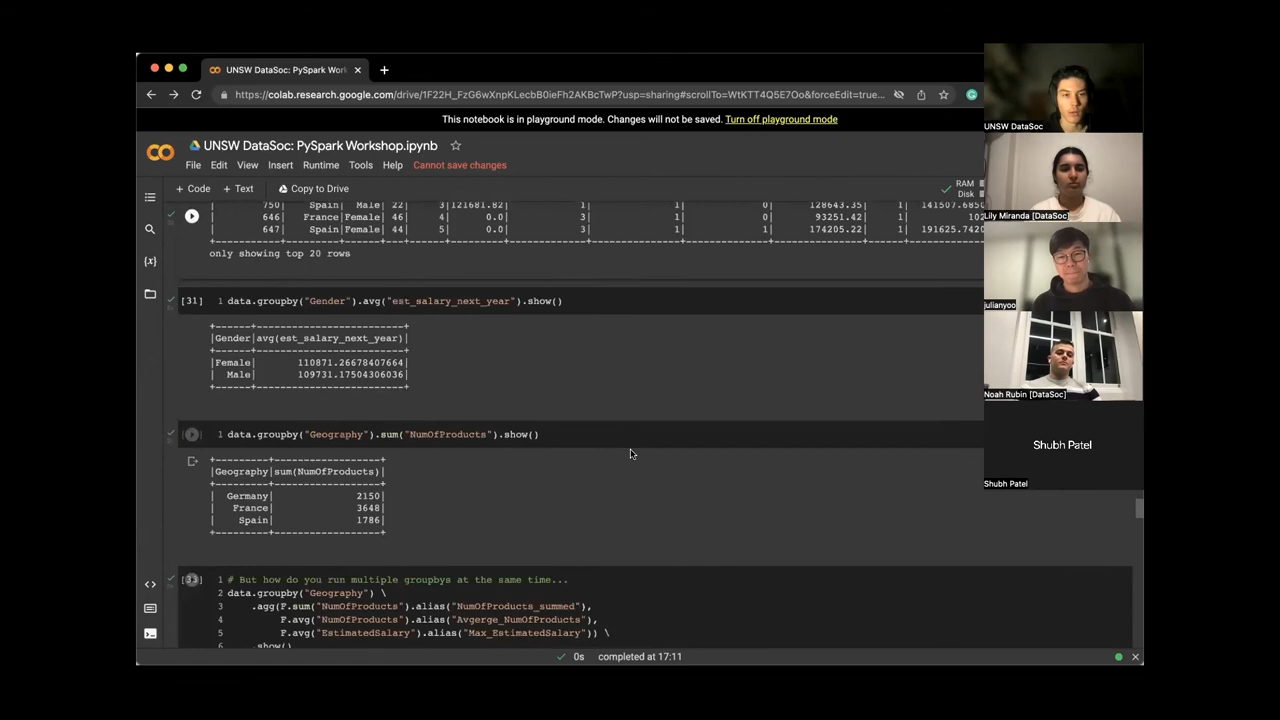 UNSW DataSoc: PySpark Work
https://colab.research.google.com/drive/1F22H_FzG6wXnpKLecbB0ieFh2AKBcTwP?usp=sharing#scrollTo=WtKTT4Q5E7Oo&forceEdit=true...
This notebook is in playground mode. Changes will not be saved. Turn off playground mode
UNSW DataSoc: PySpark Workshop.ipynb
File Edit View Insert Runtime Tools Help Cannot save changes
+ Code + Text Copy to Drive
RAM
Disk
| 750| Spain| Male| 22| 3|121681.82| 1| 1| 0| 128643.35| 1| 141507.685
| 646| France|Female| 46| 4| 0.0| 3| 1| 0| 93251.42| 1| 102
| 647| Spain|Female| 44| 5| 0.0| 3| 1| 1| 174205.22| 1| 191625.7420
only showing top 20 rows
[31] 1 data.groupby("Gender").avg("est_salary_next_year").show()
+------+-------------------------+
|Gender|avg(est_salary_next_year)|
+------+-------------------------+
|Female| 110871.26678407664|
| Male| 109731.17504306036|
+------+-------------------------+
1 data.groupby("Geography").sum("NumOfProducts").show()
+---------+------------------+
|Geography|sum(NumOfProducts)|
+---------+------------------+
| Germany| 2150|
| France| 3648|
| Spain| 1786|
+---------+------------------+
[33] 1 # But how do you run multiple groupbys at the same time...
2 data.groupby("Geography") \
3 .agg(F.sum("NumOfProducts").alias("NumOfProducts_summed"),
4 F.avg("NumOfProducts").alias("Avgerge_NumOfProducts"),
5 F.avg("EstimatedSalary").alias("Max_EstimatedSalary")) \
6 .show()
0s completed at 17:11
UNSW DataSoc
Lily Miranda [DataSoc]
julianyoo
Noah Rubin [DataSoc]
Shubh Patel
Shubh Patel